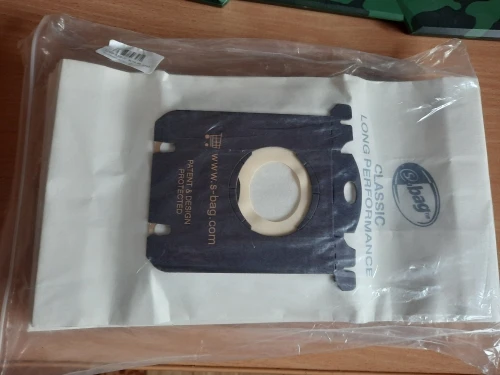 s-bag
CLASSIC
LONG PERFORMANCE
www.s-bag.com
PATENT & DESIGN
PROTECTED